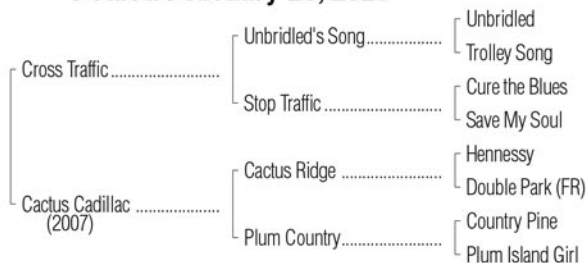 Unbridled
Unbridled's Song
Trolley Song
Cross Traffic
Cure the Blues
Stop Traffic
Save My Soul
Hennessy
Cactus Ridge
Double Park (FR)
Cactus Cadillac
(2007)
Country Pine
Plum Country
Plum Island Girl